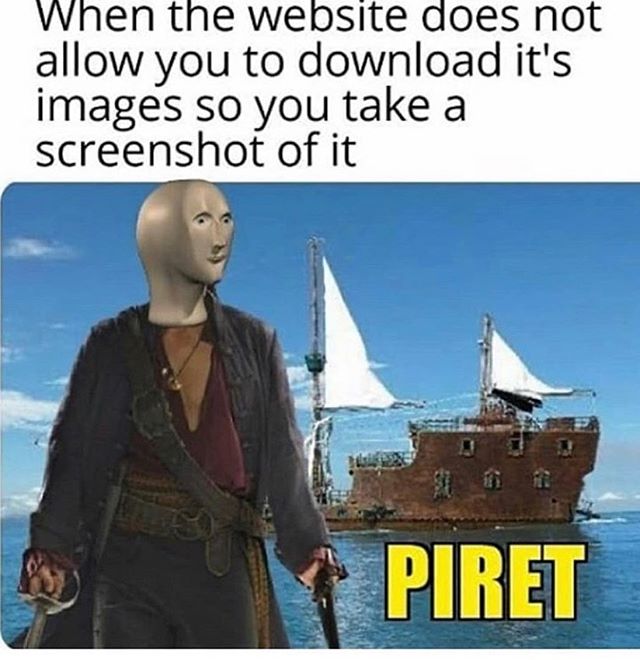 When the website does not
allow you to download it's
images so you take a
screenshot of it
PIRET